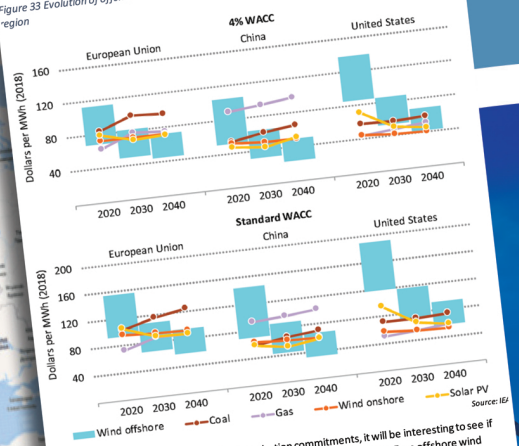 Figure 33 Evolution of
region
4% WACC
European Union China United States
Dollars per MWh (2018)
160
120
80
40
2020 2030 2040 2020 2030 2040 2020 2030 2040
Standard WACC
European Union China United States
Dollars per MWh (2018)
200
160
120
80
40
2020 2030 2040 2020 2030 2040 2020 2030 2040
Wind offshore Coal Gas Wind onshore Solar PV
Source: IEA
commitments, it will be interesting to see if
offshore wind